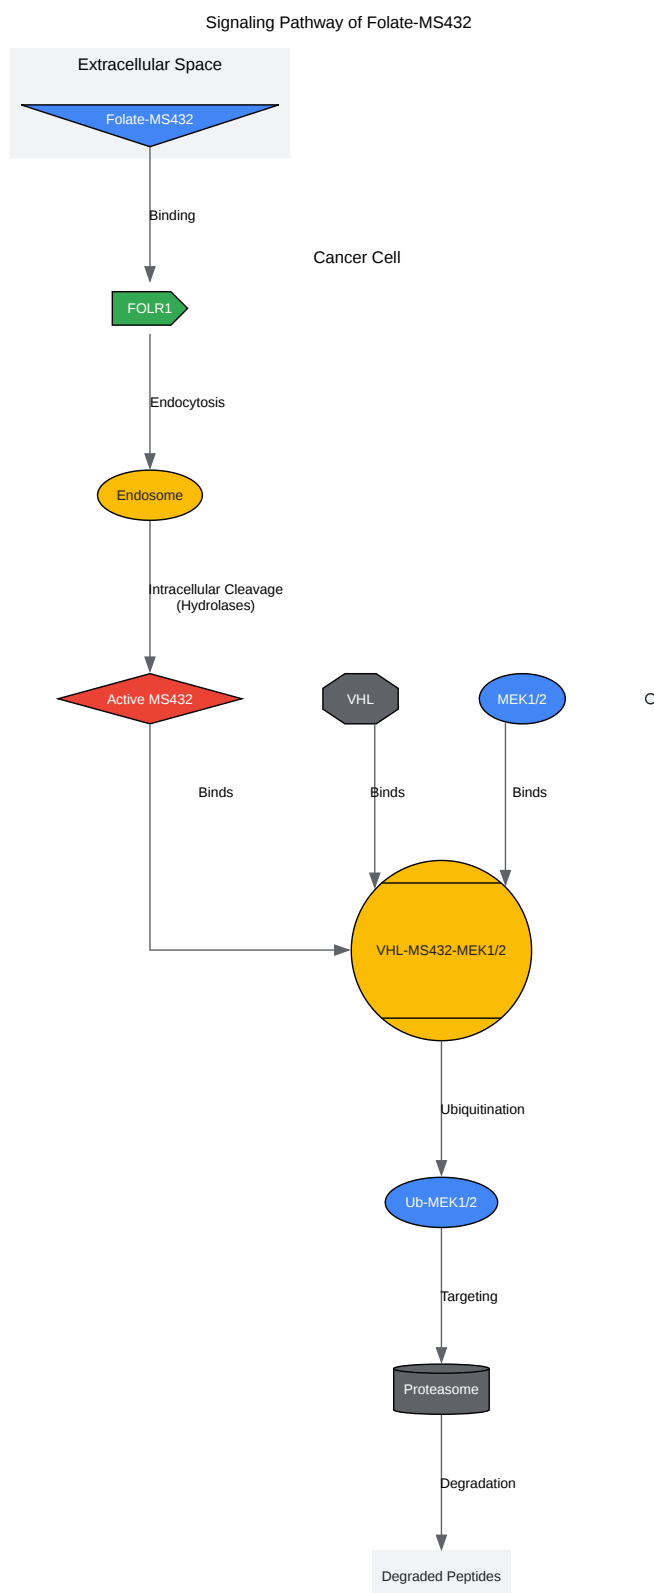 Signaling Pathway of Folate-MS432
Extracellular Space
Folate-MS432
Binding
Cancer Cell
FOLR1
Endocytosis
Endosome
Intracellular Cleavage
(Hydrolases)
Active MS432
VHL
MEK1/2
Binds
Binds
Binds
VHL-MS432-MEK1/2
Ubiquitination
Ub-MEK1/2
Targeting
Proteasome
Degradation
Degraded Peptides